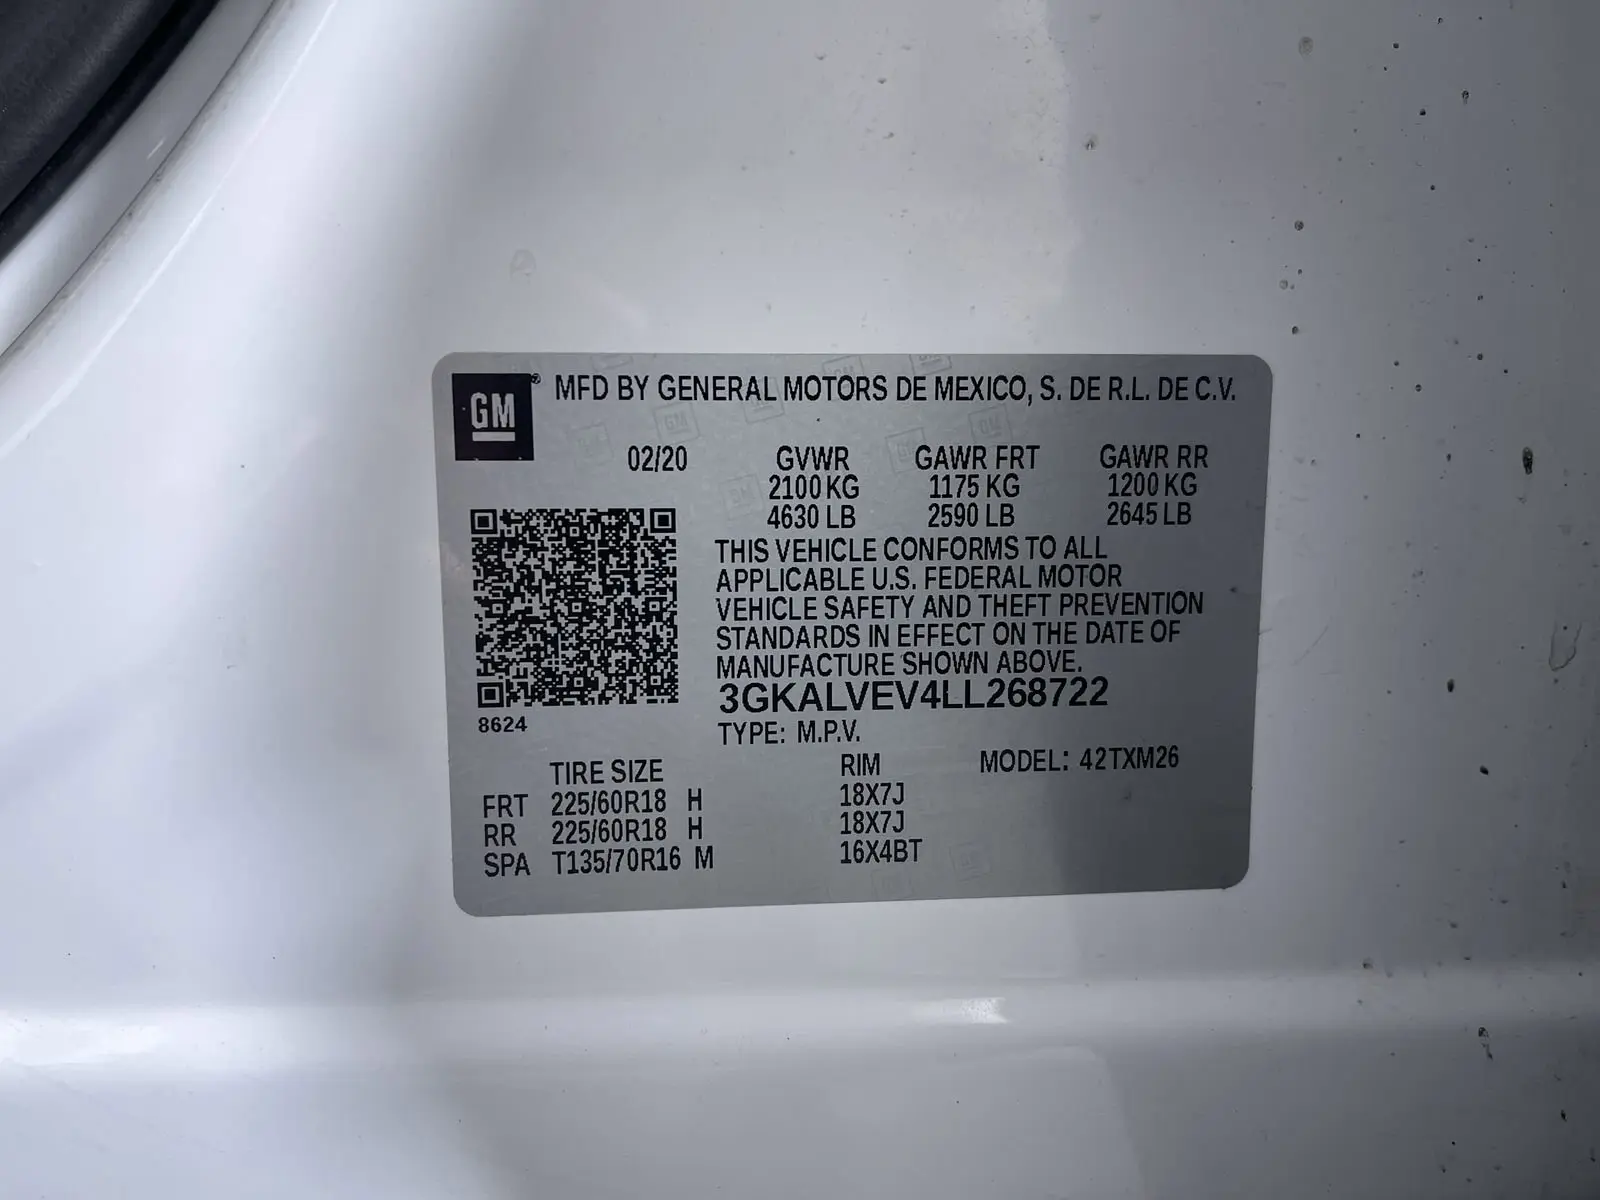 GM® MFD BY GENERAL MOTORS DE MEXICO, S. DE R.L. DE C.V.
02/20 GVWR GAWR FRT GAWR RR
2100 KG 1175 KG 1200 KG
4630 LB 2590 LB 2645 LB
THIS VEHICLE CONFORMS TO ALL
APPLICABLE U.S. FEDERAL MOTOR
VEHICLE SAFETY AND THEFT PREVENTION
STANDARDS IN EFFECT ON THE DATE OF
MANUFACTURE SHOWN ABOVE.
3GKALVEV4LL268722
8624
TYPE: M.P.V.
TIRE SIZE RIM MODEL: 42TXM26
FRT 225/60R18 H 18X7J
RR 225/60R18 H 18X7J
SPA T135/70R16 M 16X4BT